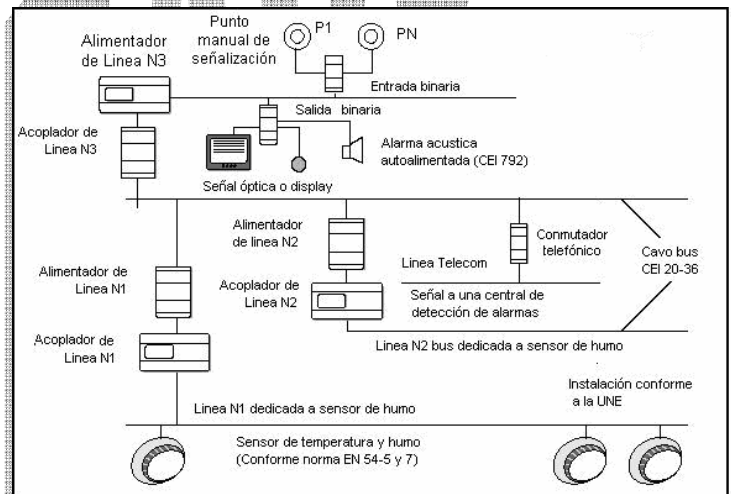 Punto
manual de
señalización
P1
PN
Alimentador
de Linea N3
Entrada binaria
Salida binaria
Acoplador de
Linea N3
Alarma acustica
autoalimentada (CEI 792)
Señal óptica o display
Alimentador
de linea N2
Conmutador
telefónico
Linea Telecom
Cavo bus
CEI 20-36
Alimentador de
Linea N1
Acoplador de
Linea N2
Señal a una central de
detección de alarmas
Acoplador de
Linea N1
Linea N2 bus dedicada a sensor de humo
Instalación conforme
a la UNE
Linea N1 dedicada a sensor de humo
Sensor de temperatura y humo
(Conforme norma EN 54-5 y 7)